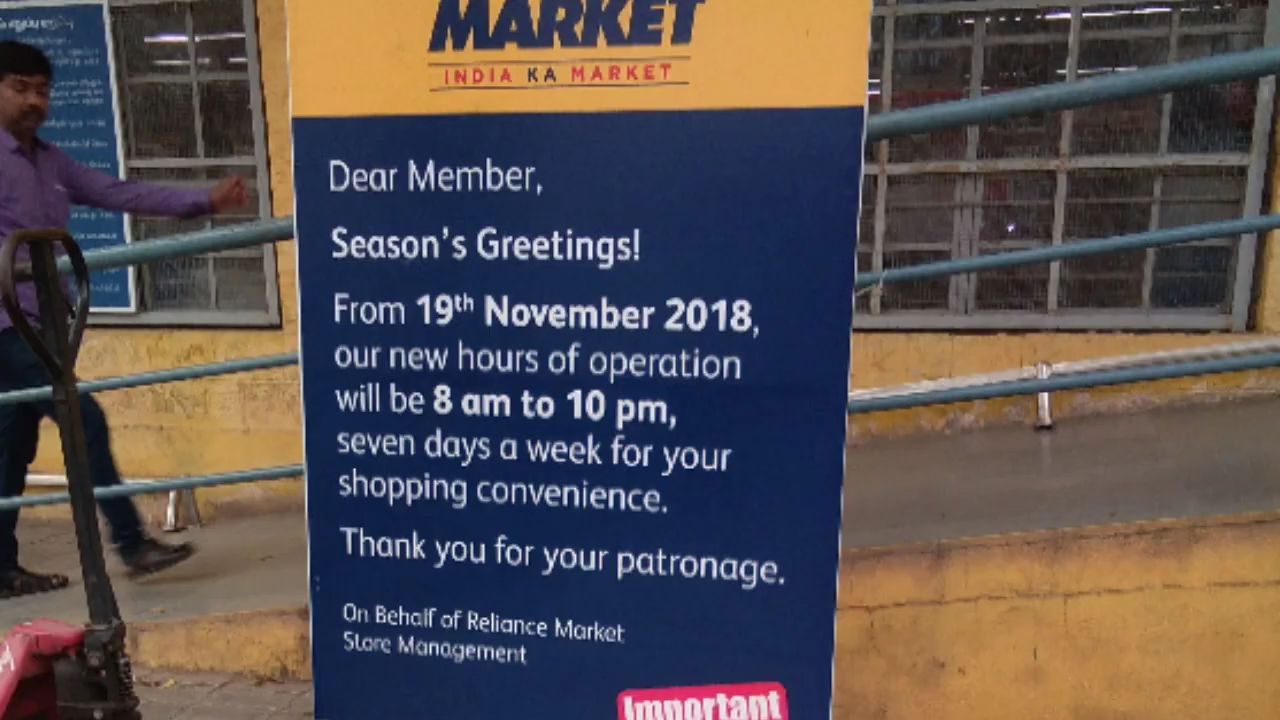 MARKET
INDIA KA MARKET
Dear Member,
Season's Greetings!
From 19th November 2018,
our new hours of operation
will be 8 am to 10 pm,
seven days a week for your
shopping convenience.
Thank you for your patronage.
On Behalf of Reliance Market
Store Management
Important